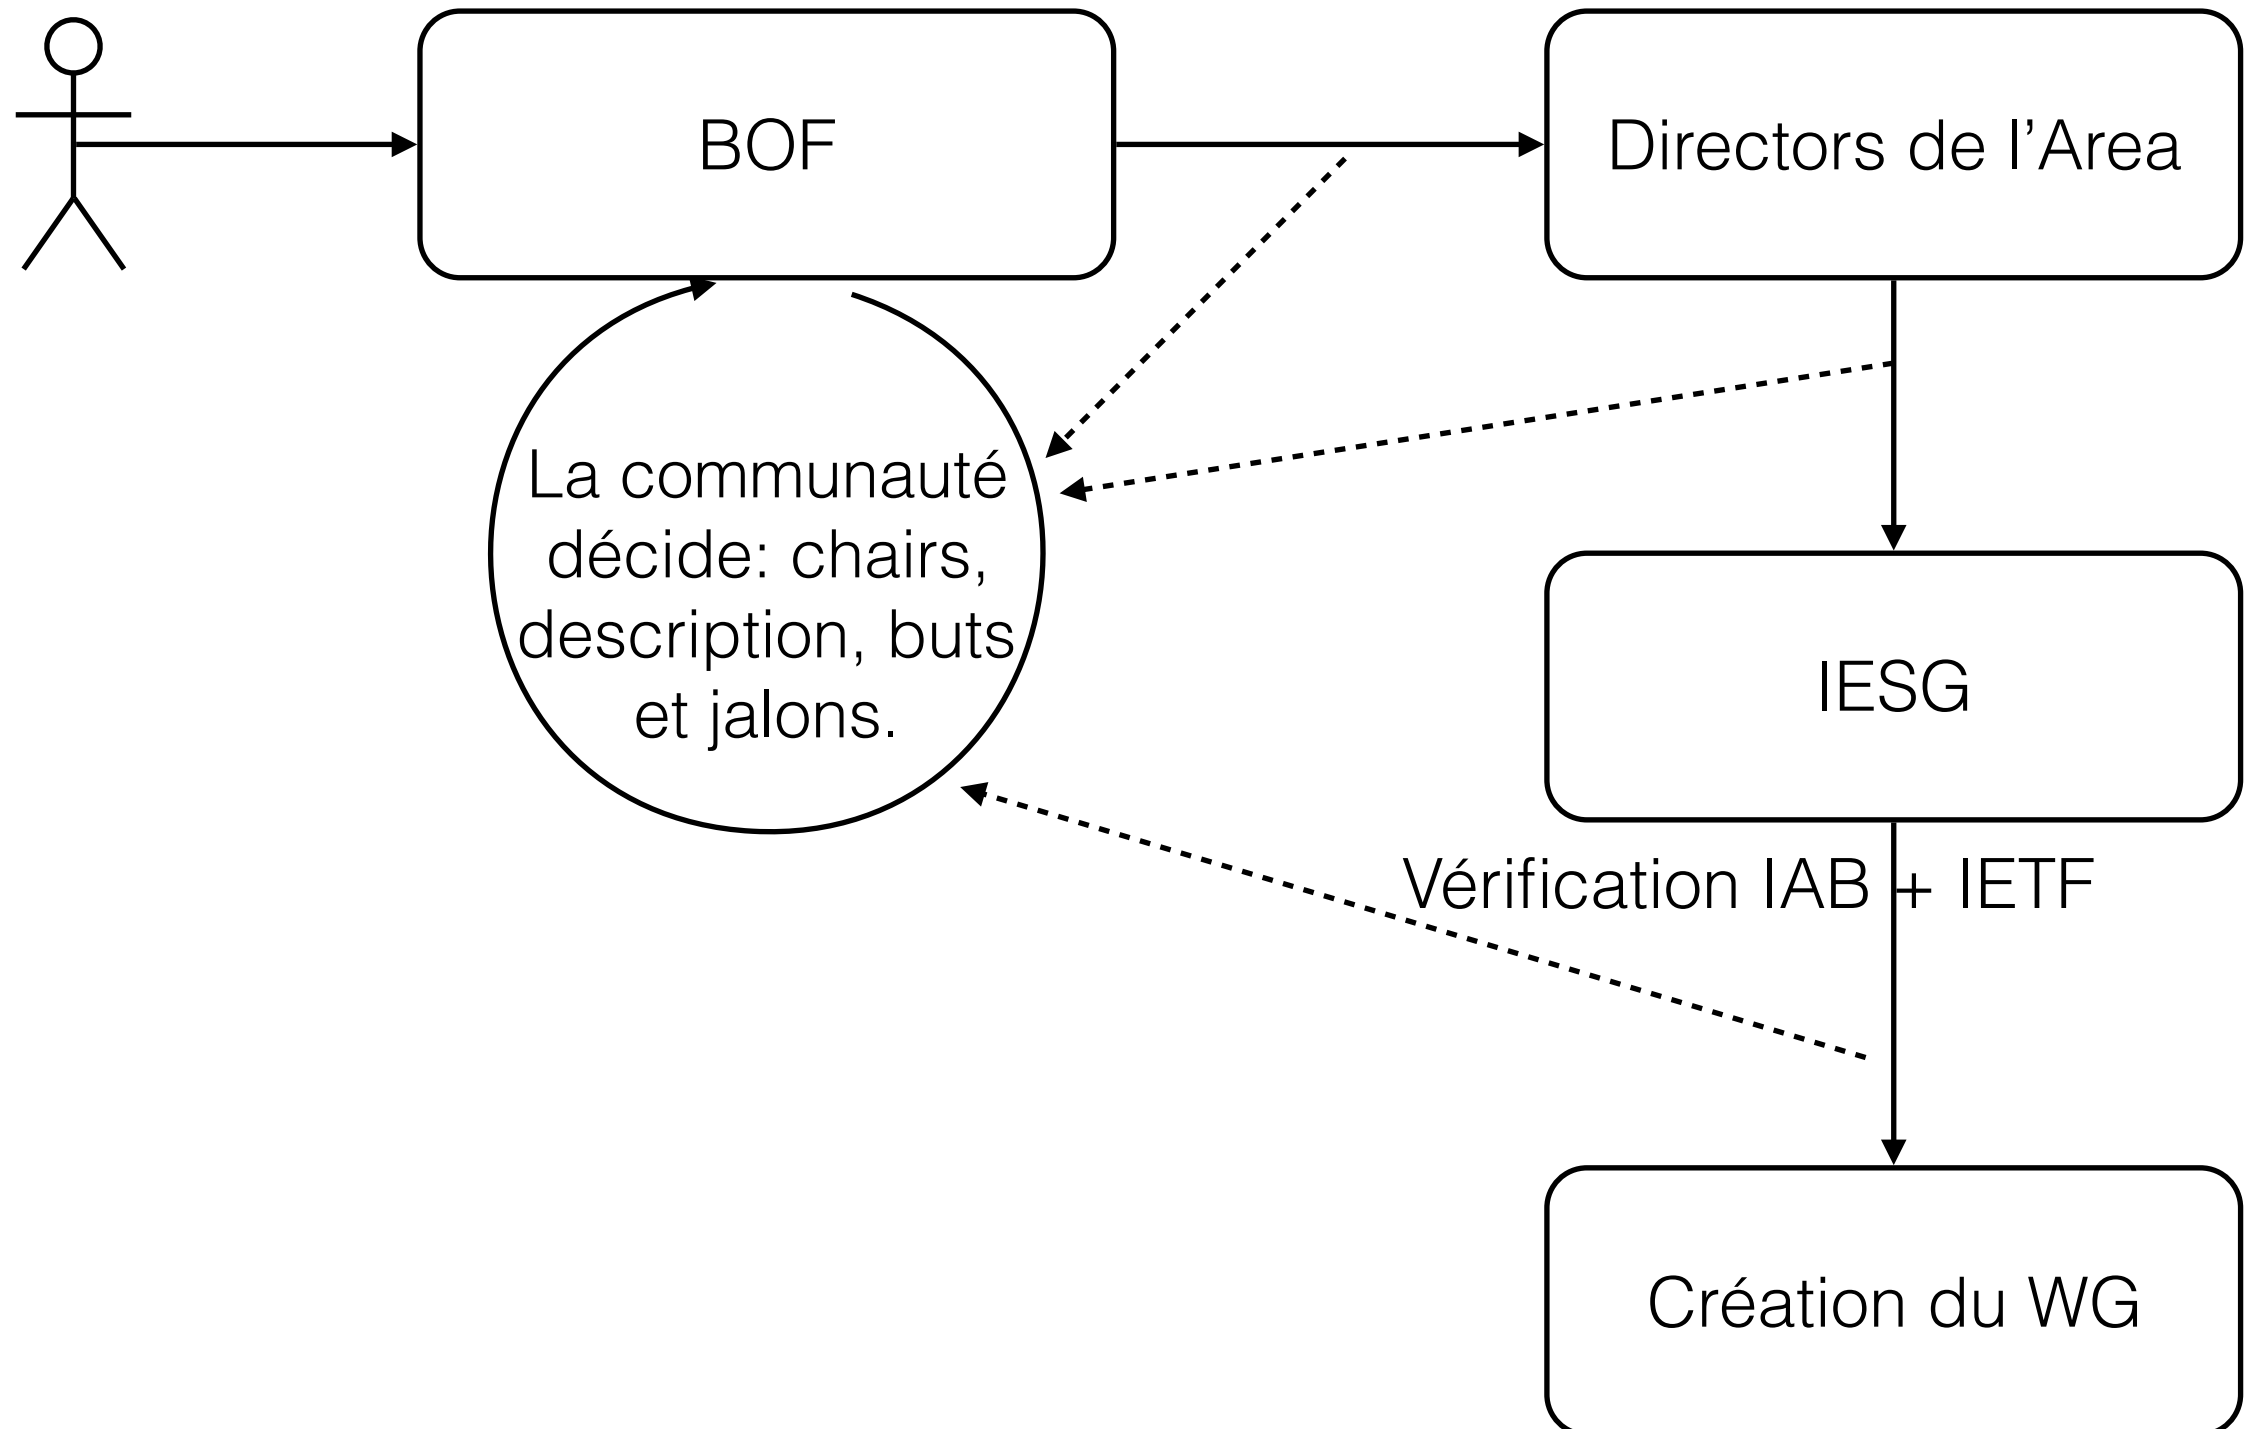 BOF
Directors de l’Area
La communauté
décide: chairs,
description, buts
et jalons.
IESG
Vérification IAB + IETF
Création du WG